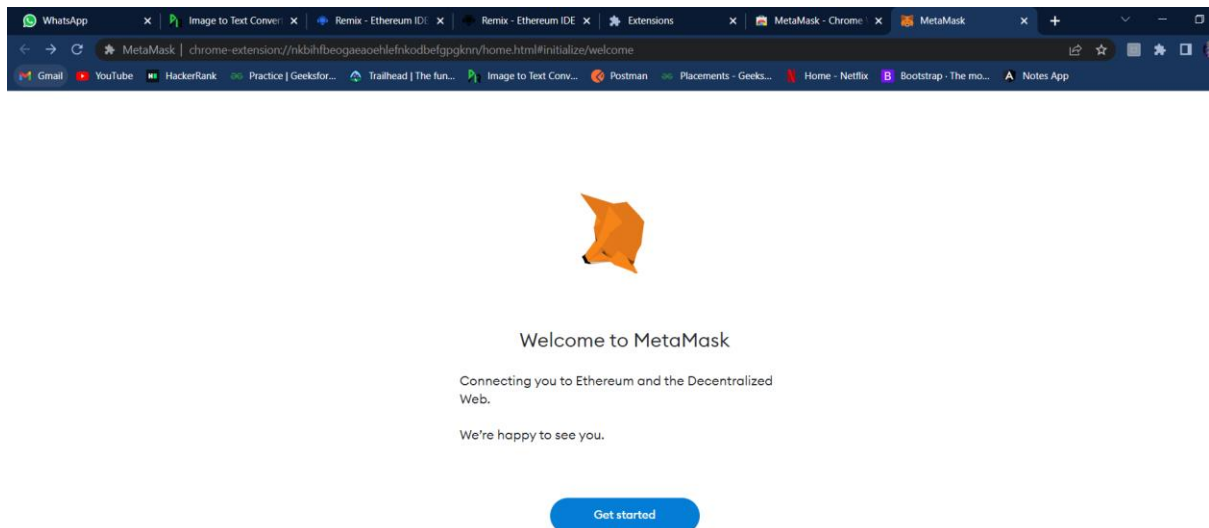 WhatsApp
Image to Text Conver
Remix - Ethereum IDE
Remix - Ethereum IDE
Extensions
MetaMask - Chrome
MetaMask
MetaMask | chrome-extension://nkbihfbeogaeaoehlefnkodbefgpgknn/home.html#initialize/welcome
Gmail YouTube HackerRank Practice | Geeksfor... Trailhead | The fun... Image to Text Conv... Postman Placements - Geeks... Home - Netflix Bootstrap · The mo... Notes App
Welcome to MetaMask
Connecting you to Ethereum and the Decentralized
Web.
We're happy to see you.
Get started